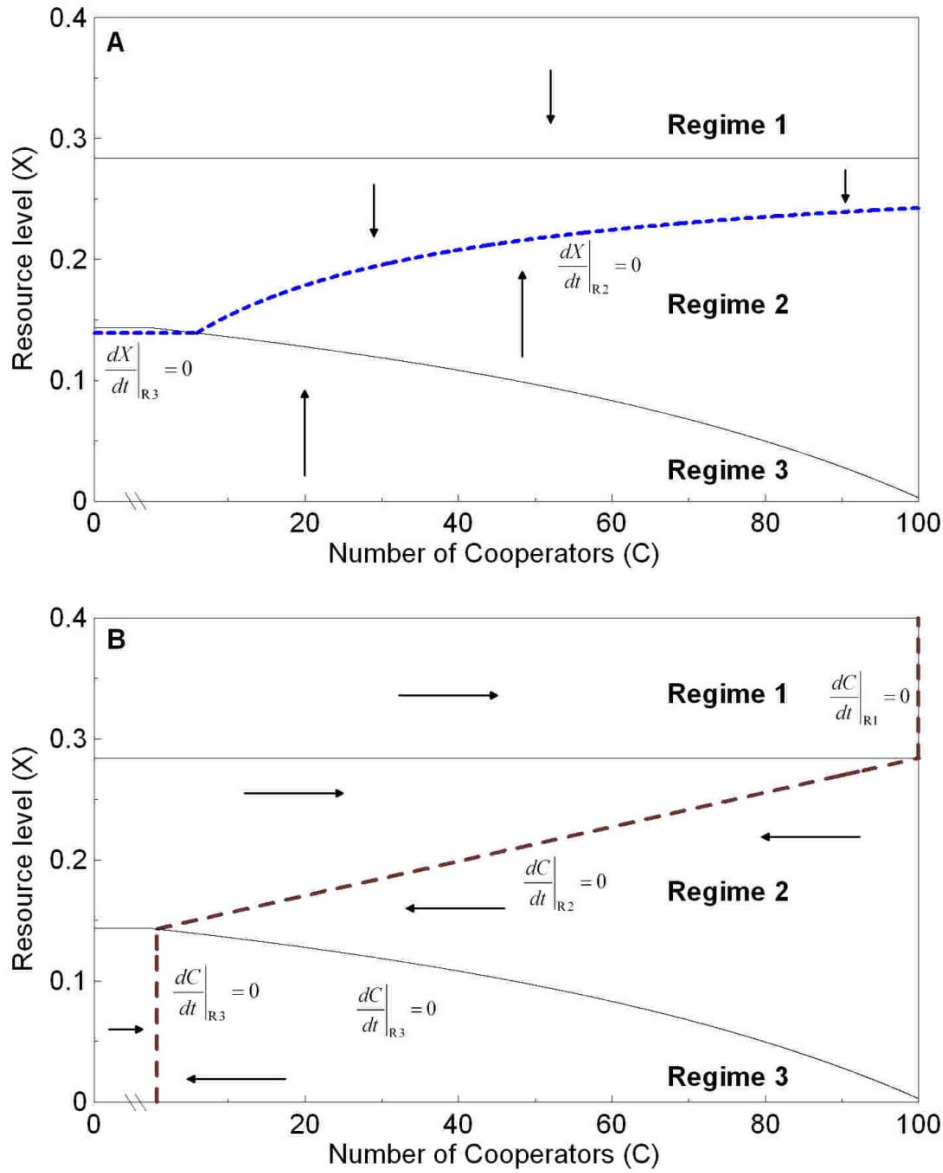 A
0.4
Regime 1
0.3
Resource level (X)
0.2
dX/dt|R2 = 0
Regime 2
dX/dt|R3 = 0
0.1
Regime 3
0
0 20 40 60 80 100
Number of Cooperators (C)
B
0.4
Regime 1
dC/dt|R1 = 0
0.3
Resource level (X)
0.2
dC/dt|R2 = 0
Regime 2
dC/dt|R3 = 0
dC/dt|R3 = 0
0.1
Regime 3
0
0 20 40 60 80 100
Number of Cooperators (C)